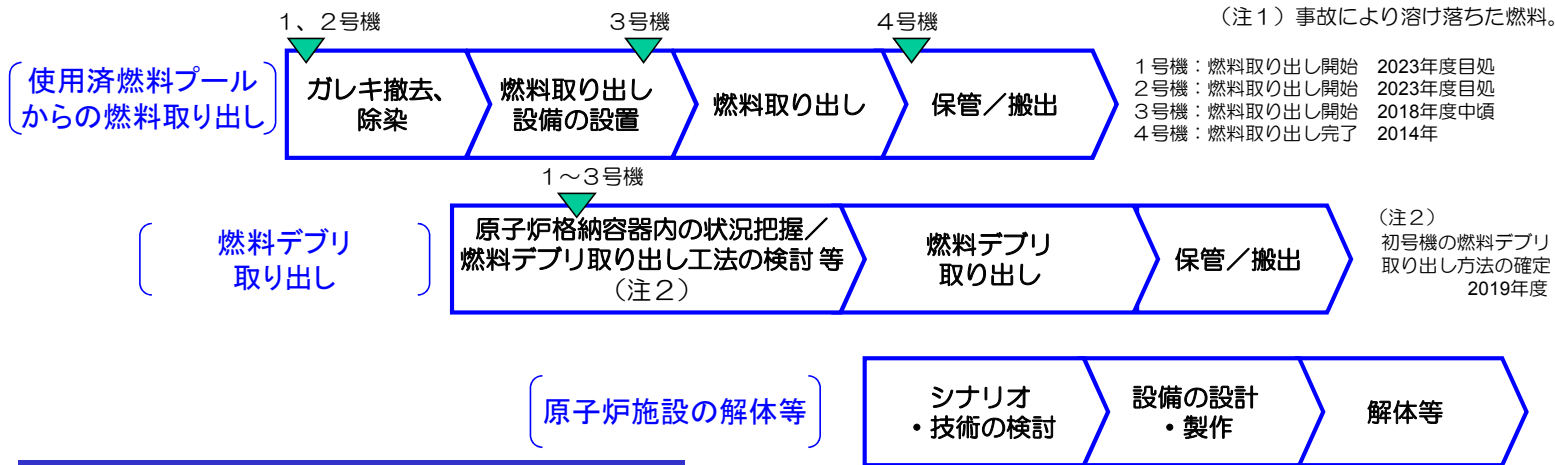 (注1)事故により溶け落ちた燃料。
1、2号機
3号機
4号機
使用済燃料プール
からの燃料取り出し
ガレキ撤去、
除染
燃料取り出し
設備の設置
燃料取り出し
保管/搬出
1号機:燃料取り出し開始 2023年度目処
2号機:燃料取り出し開始 2023年度目処
3号機:燃料取り出し開始 2018年度中頃
4号機:燃料取り出し完了 2014年
1~3号機
燃料デブリ
取り出し
原子炉格納容器内の状況把握/
燃料デブリ取り出し工法の検討 等
(注2)
燃料デブリ
取り出し
保管/搬出
(注2)
初号機の燃料デブリ
取り出し方法の確定
2019年度
原子炉施設の解体等
シナリオ
・技術の検討
設備の設計
・製作
解体等